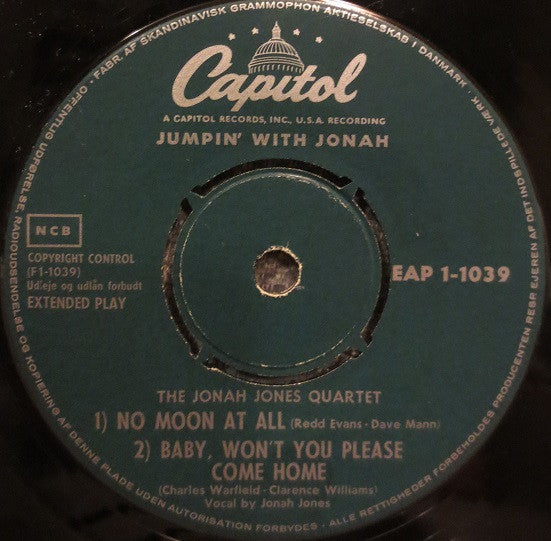 · FABR. AF SKANDINAVISK GRAMMOPHON AKTIESELSKAB I DANMARK ·
Capitol
A CAPITOL RECORDS, INC., U.S.A. RECORDING
JUMPIN' WITH JONAH
NCB
COPYRIGHT CONTROL
(F1-1039)
Udleje og udlån forbudt
EXTENDED PLAY
EAP 1-1039
THE JONAH JONES QUARTET
1) NO MOON AT ALL (Redd Evans - Dave Mann)
2) BABY, WON'T YOU PLEASE
COME HOME
(Charles Warfield - Clarence Williams)
Vocal by Jonah Jones
OFFENTLIG UDFØRELSE, RADIOUDSENDELSE OG KOPIERING AF DENNE PLADE UDEN AUTORISATION FORBYDES · ALLE RETTIGHEDER FORBEHOLDES PRODUCENTEN RESP. EJEREN AF DET INDSPILLEDE VÆRK ·